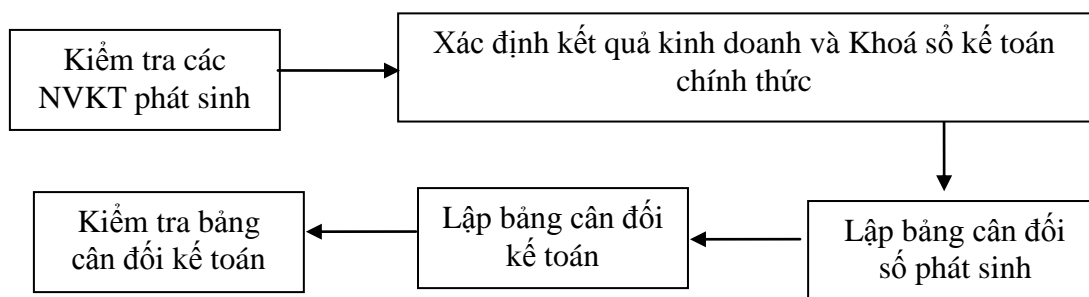 Kiểm tra các
NVKT phát sinh
Xác định kết quả kinh doanh và Khoá sổ kế toán
chính thức
Lập bảng cân đối
số phát sinh
Lập bảng cân đối
kế toán
Kiểm tra bảng
cân đối kế toán